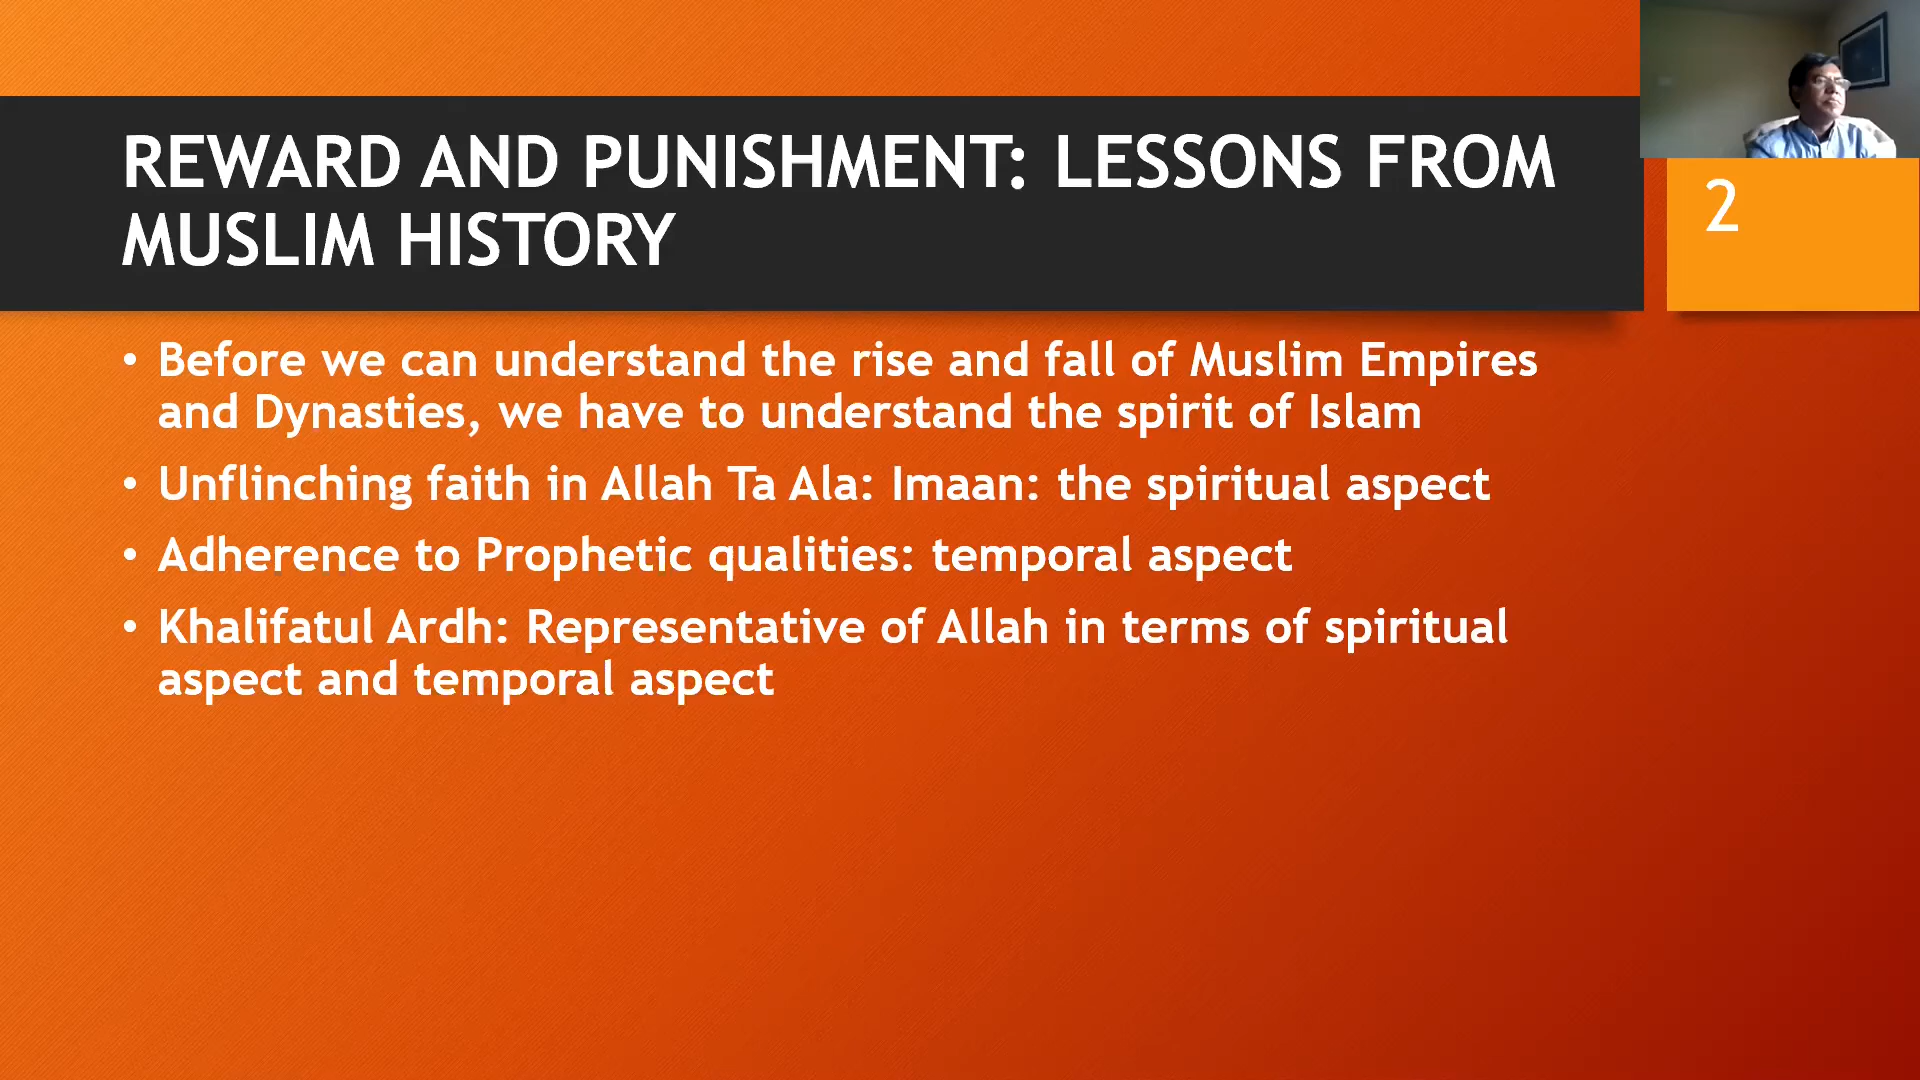 REWARD AND PUNISHMENT: LESSONS FROM
MUSLIM HISTORY
2
• Before we can understand the rise and fall of Muslim Empires
and Dynasties, we have to understand the spirit of Islam
• Unflinching faith in Allah Ta Ala: Imaan: the spiritual aspect
• Adherence to Prophetic qualities: temporal aspect
• Khalifatul Ardh: Representative of Allah in terms of spiritual
aspect and temporal aspect